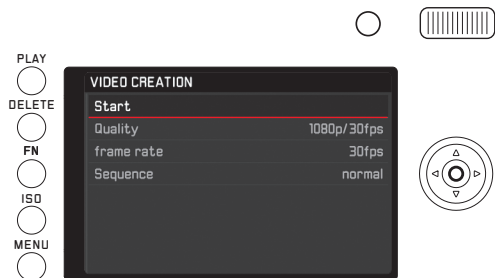 PLAY
DELETE
FN
ISO
MENU
VIDEO CREATION
Start
Quality 1080p/30fps
frame rate 30fps
Sequence normal